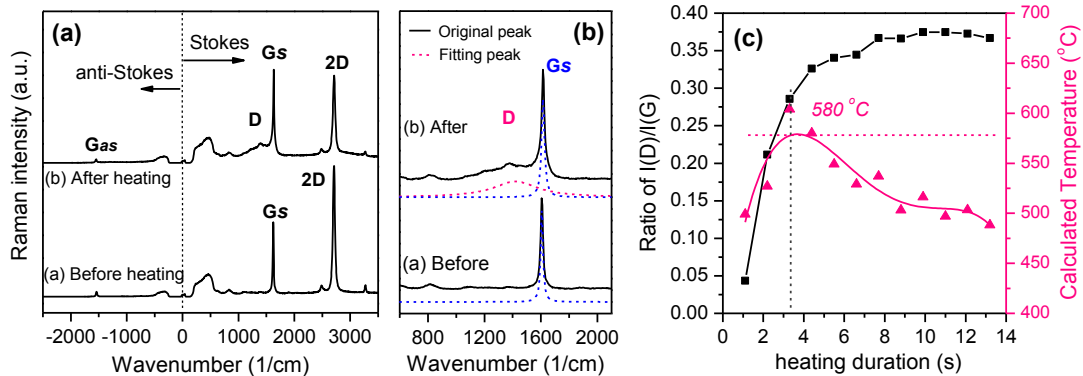 (a)
Stokes
anti-Stokes
Gs
2D
D
Gas
(b) After heating
2D
Gs
(a) Before heating
Raman intensity (a.u.)
-2000 -1000 0 1000 2000 3000
Wavenumber (1/cm)
Original peak
Fitting peak
(b)
Gs
D
(b) After
(a) Before
800 1200 1600 2000
Wavenumber (1/cm)
(c)
580 °C
Ratio of I(D)/I(G)
0.40
0.35
0.30
0.25
0.20
0.15
0.10
0.05
0.00
0 2 4 6 8 10 12 14
heating duration (s)
700
650
600
550
500
450
400
Calculated Temperature (°C)